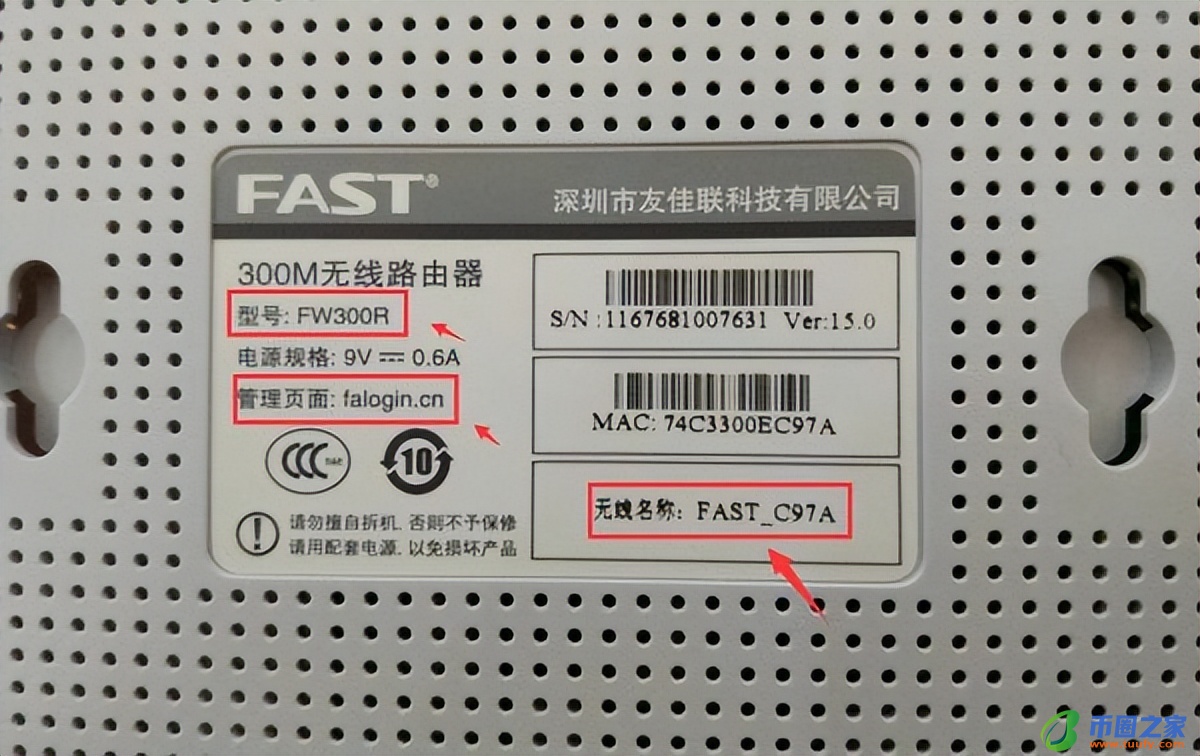 FAST®
深圳市友佳联科技有限公司
300M无线路由器
型号: FW300R
电源规格: 9V ⎓ 0.6A
管理页面: falogin.cn
10
请勿擅自拆机, 否则不予保修
请用配套电源, 以免损坏产品
S/N :1167681007631 Ver:15.0
MAC: 74C3300EC97A
无线名称: FAST_C97A
币圈之家